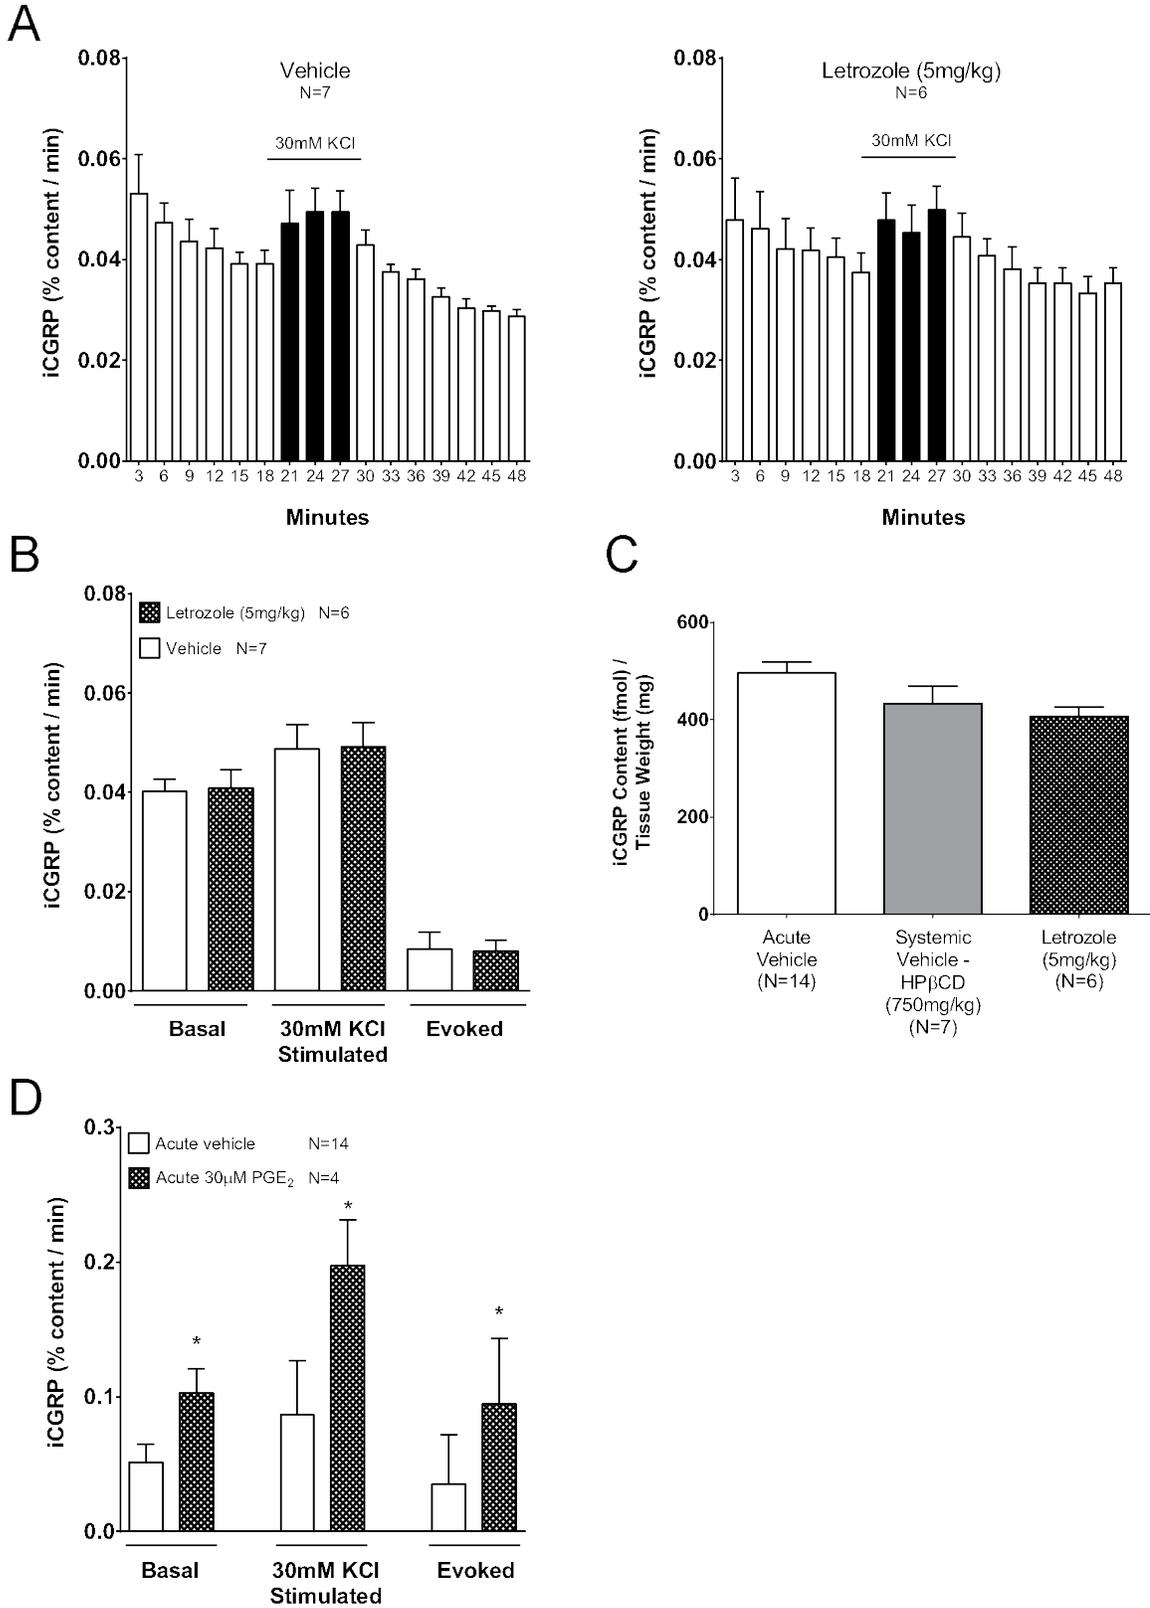 A
Vehicle
N=7
30mM KCl
iCGRP (% content / min)
0.08
0.06
0.04
0.02
0.00
3 6 9 12 15 18 21 24 27 30 33 36 39 42 45 48
Minutes
Letrozole (5mg/kg)
N=6
30mM KCl
iCGRP (% content / min)
0.08
0.06
0.04
0.02
0.00
3 6 9 12 15 18 21 24 27 30 33 36 39 42 45 48
Minutes
B
Letrozole (5mg/kg) N=6
Vehicle N=7
iCGRP (% content / min)
0.08
0.06
0.04
0.02
0.00
Basal
30mM KCl
Stimulated
Evoked
C
iCGRP Content (fmol) /
Tissue Weight (mg)
600
400
200
0
Acute
Vehicle
(N=14)
Systemic
Vehicle -
HPβCD
(750mg/kg)
(N=7)
Letrozole
(5mg/kg)
(N=6)
D
Acute vehicle N=14
Acute 30μM PGE₂ N=4
iCGRP (% content / min)
0.3
0.2
0.1
0.0
*
*
*
Basal
30mM KCl
Stimulated
Evoked